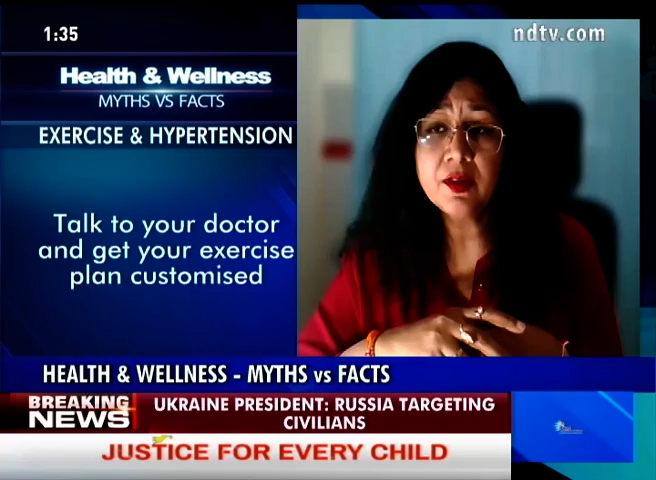 1:35
ndtv.com
Health & Wellness
MYTHS VS FACTS
EXERCISE & HYPERTENSION
Talk to your doctor
and get your exercise
plan customised
HEALTH & WELLNESS - MYTHS vs FACTS
BREAKING
NEWS
UKRAINE PRESIDENT: RUSSIA TARGETING
CIVILIANS
JUSTICE FOR EVERY CHILD